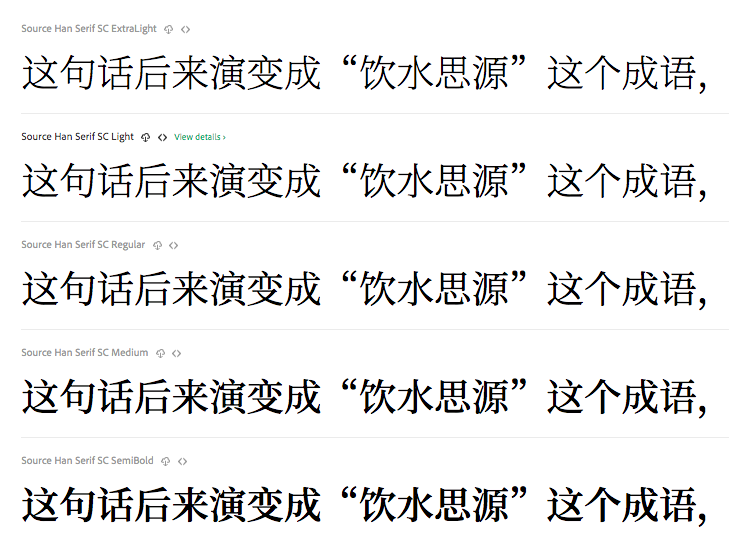 Source Han Serif SC ExtraLight
这句话后来演变成“饮水思源”这个成语，
Source Han Serif SC Light View details ›
这句话后来演变成“饮水思源”这个成语，
Source Han Serif SC Regular
这句话后来演变成“饮水思源”这个成语，
Source Han Serif SC Medium
这句话后来演变成“饮水思源”这个成语，
Source Han Serif SC SemiBold
这句话后来演变成“饮水思源”这个成语，